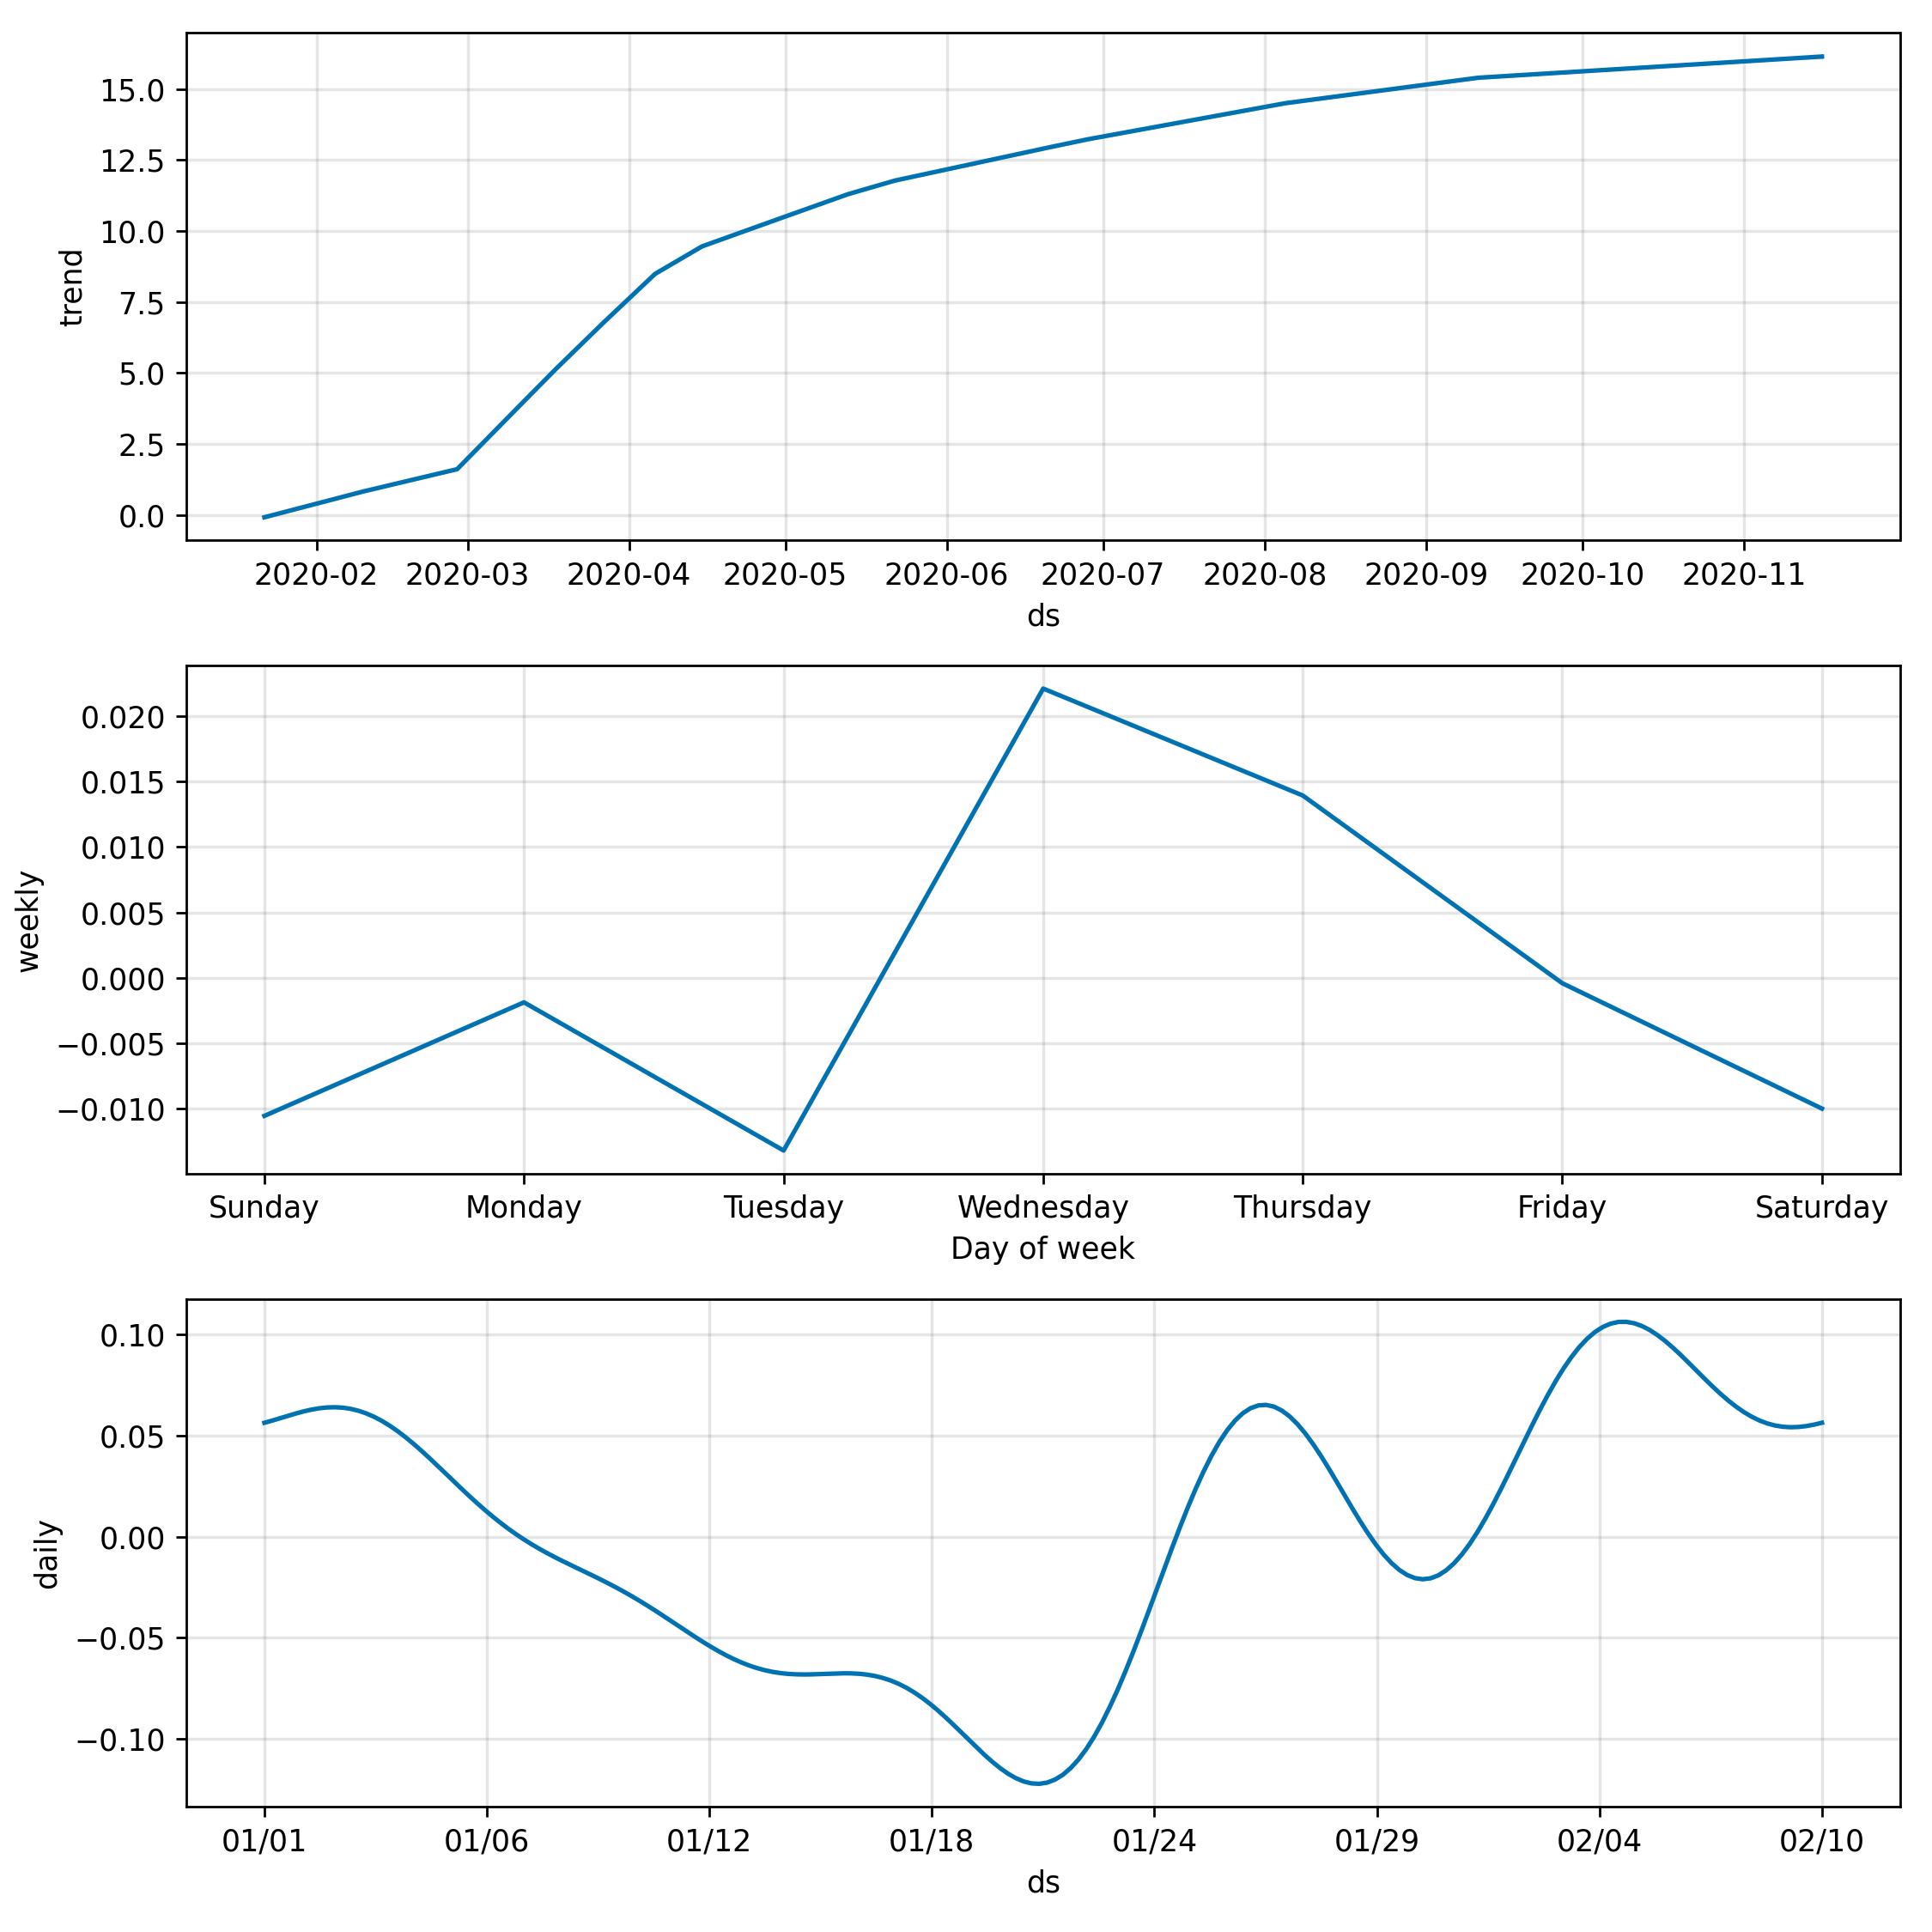 trend
15.0
12.5
10.0
7.5
5.0
2.5
0.0
2020-02 2020-03 2020-04 2020-05 2020-06 2020-07 2020-08 2020-09 2020-10 2020-11
ds
weekly
0.020
0.015
0.010
0.005
0.000
−0.005
−0.010
Sunday Monday Tuesday Wednesday Thursday Friday Saturday
Day of week
daily
0.10
0.05
0.00
−0.05
−0.10
01/01 01/06 01/12 01/18 01/24 01/29 02/04 02/10
ds